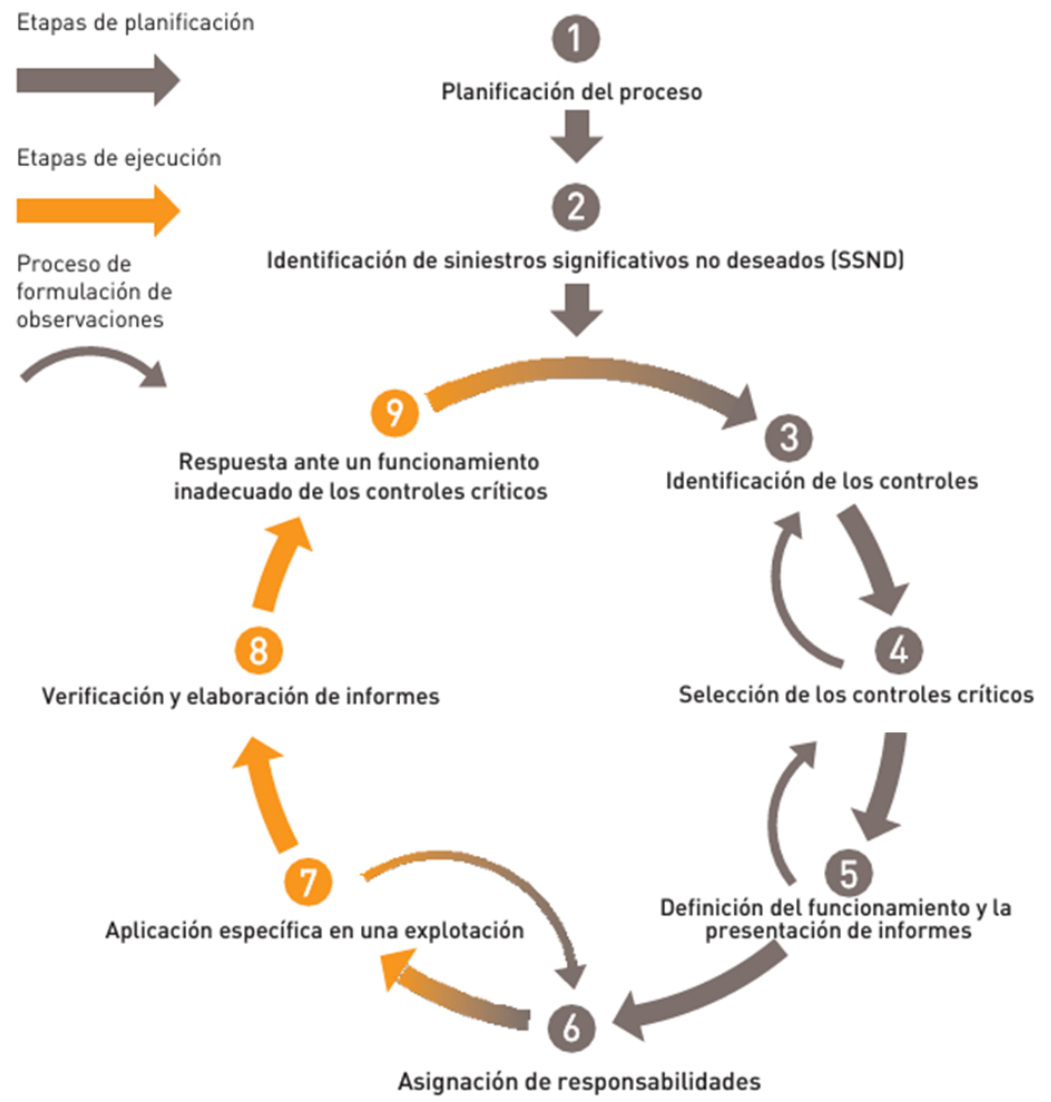 Etapas de planificación
Etapas de ejecución
Proceso de
formulación de
observaciones
1
Planificación del proceso
2
Identificación de siniestros significativos no deseados (SSND)
3
Identificación de los controles
4
Selección de los controles críticos
5
Definición del funcionamiento y la
presentación de informes
6
Asignación de responsabilidades
7
Aplicación específica en una explotación
8
Verificación y elaboración de informes
9
Respuesta ante un funcionamiento
inadecuado de los controles críticos